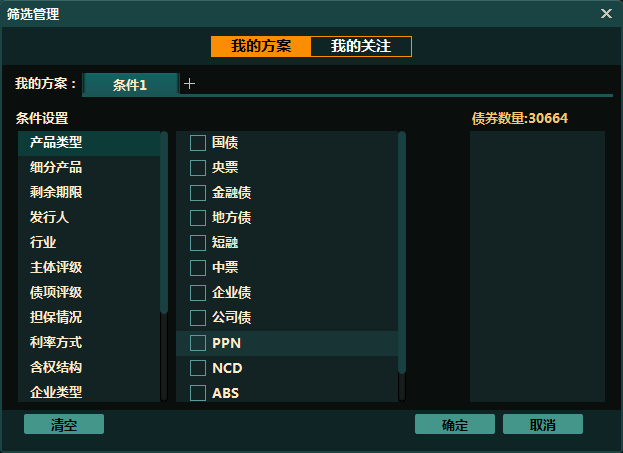 筛选管理
我的方案 我的关注
我的方案： 条件1
条件设置 债券数量:30664
产品类型 国债
细分产品 央票
剩余期限 金融债
发行人 地方债
行业 短融
主体评级 中票
债项评级 企业债
担保情况 公司债
利率方式 PPN
含权结构 NCD
企业类型 ABS
清空 确定 取消